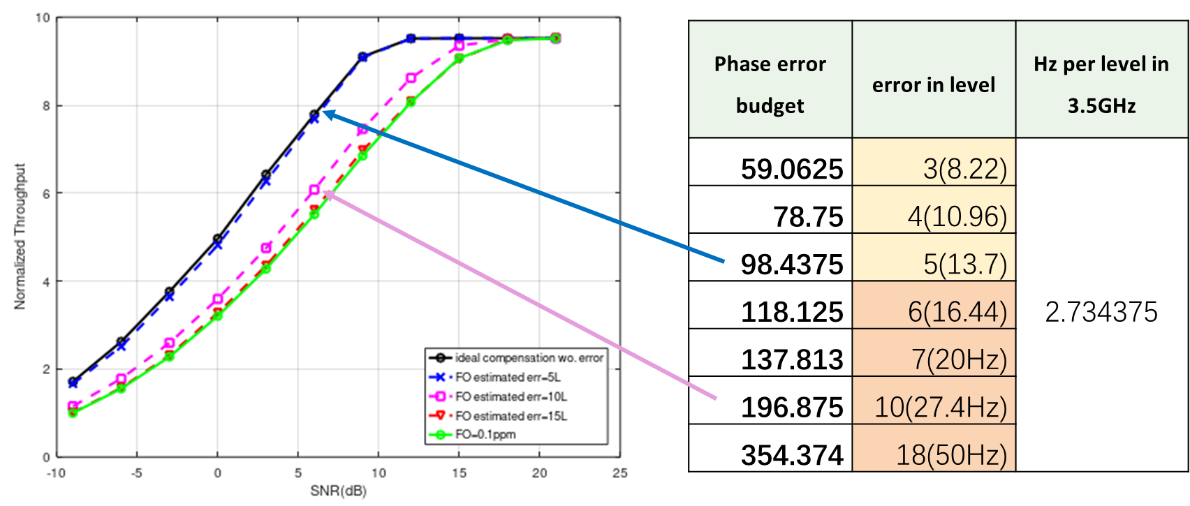 10
8
6
4
2
0
Normalized Throughput
-10 -5 0 5 10 15 20 25
SNR(dB)
ideal compensation wo. error
FO estimated err=5L
FO estimated err=10L
FO estimated err=15L
FO=0.1ppm
Phase error budget error in level Hz per level in 3.5GHz
59.0625 3(8.22)
78.75 4(10.96)
98.4375 5(13.7)
118.125 6(16.44) 2.734375
137.813 7(20Hz)
196.875 10(27.4Hz)
354.374 18(50Hz)